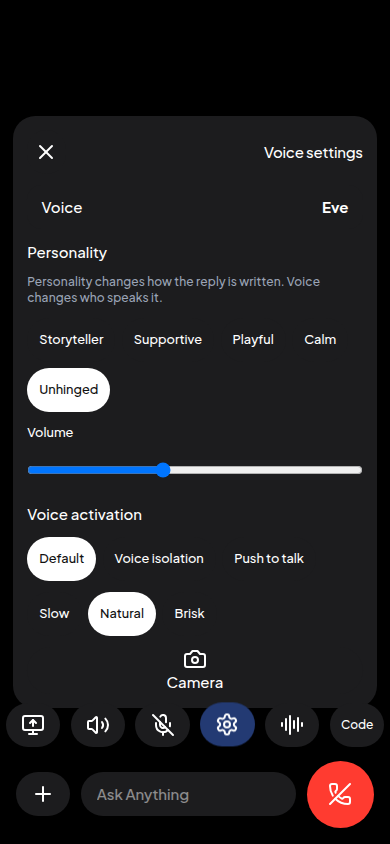 Voice settings
Voice
Eve
Personality
Personality changes how the reply is written. Voice
changes who speaks it.
Storyteller
Supportive
Playful
Calm
Unhinged
Volume
Voice activation
Default
Voice isolation
Push to talk
Slow
Natural
Brisk
Camera
Code
Ask Anything